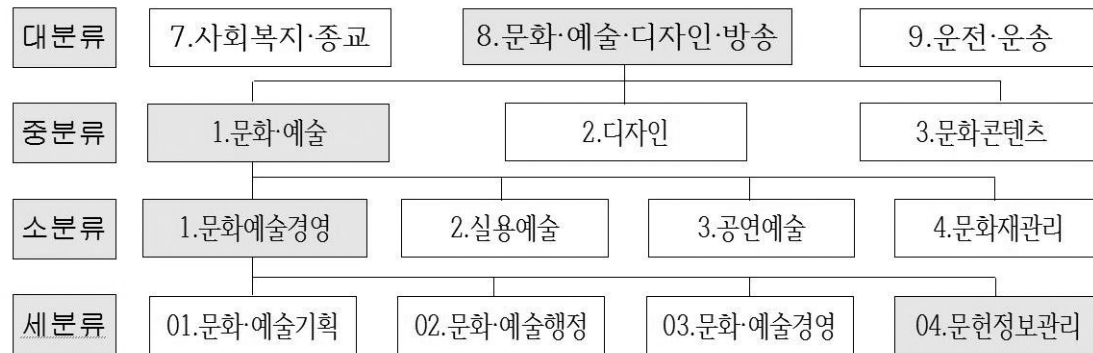 대분류 7.사회복지·종교 8.문화·예술·디자인·방송 9.운전·운송
중분류 1.문화·예술 2.디자인 3.문화콘텐츠
소분류 1.문화예술경영 2.실용예술 3.공연예술 4.문화재관리
세분류 01.문화·예술기획 02.문화·예술행정 03.문화·예술경영 04.문헌정보관리